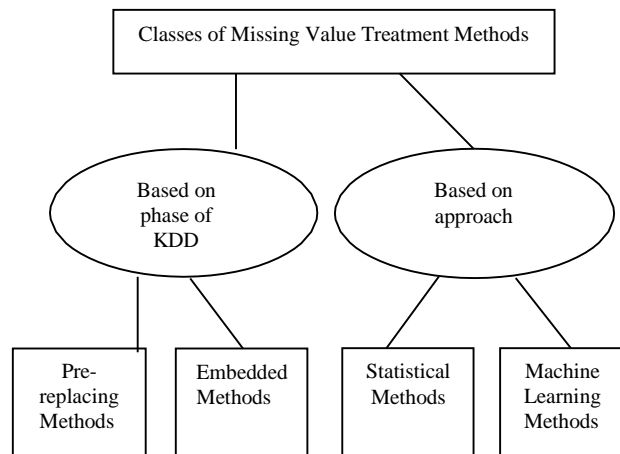 Classes of Missing Value Treatment Methods
Based on
phase of
KDD
Based on
approach
Pre-
replacing
Methods
Embedded
Methods
Statistical
Methods
Machine
Learning
Methods